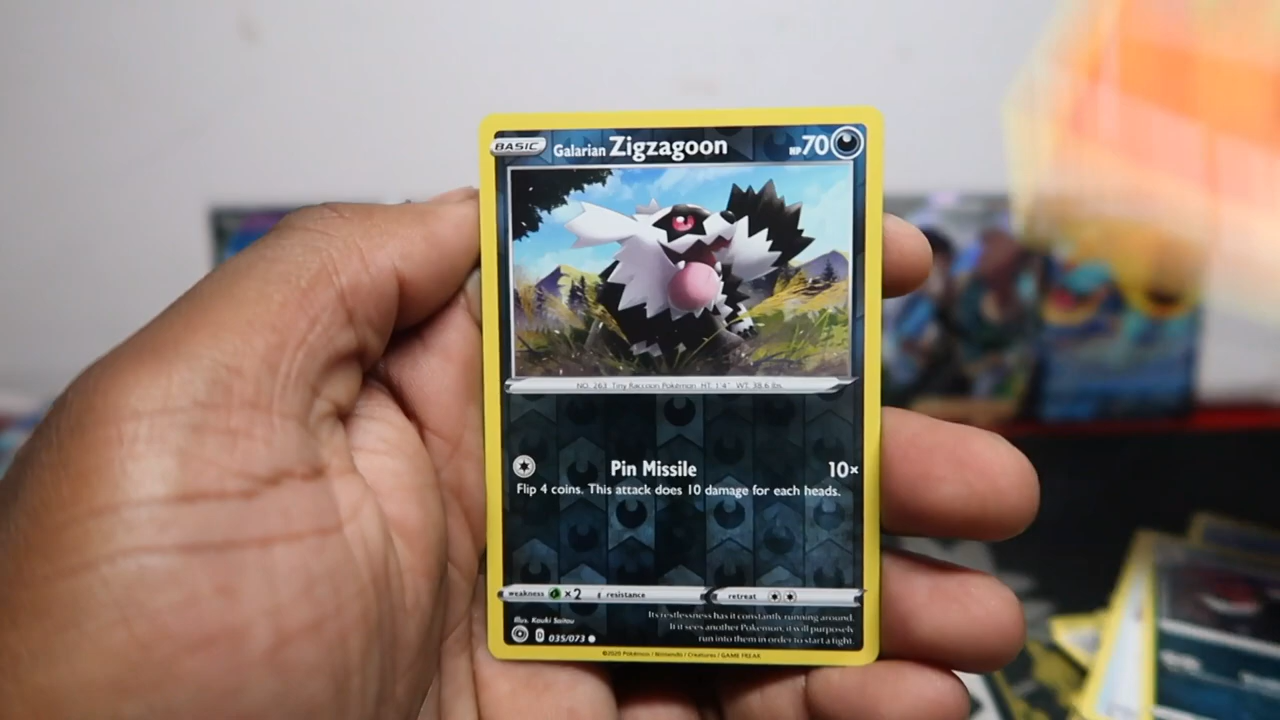 BASIC Galarian Zigzagoon HP 70
NO. 263 Tiny Raccoon Pokémon HT: 1'4" WT: 38.6 lbs.
Pin Missile 10×
Flip 4 coins. This attack does 10 damage for each heads.
weakness ×2 resistance retreat
Its restlessness has it constantly running around.
If it sees another Pokémon, it will purposely
run into them in order to start a fight.
Illus. Kouki Saitou
D 035/073
©2020 Pokémon / Nintendo / Creatures / GAME FREAK